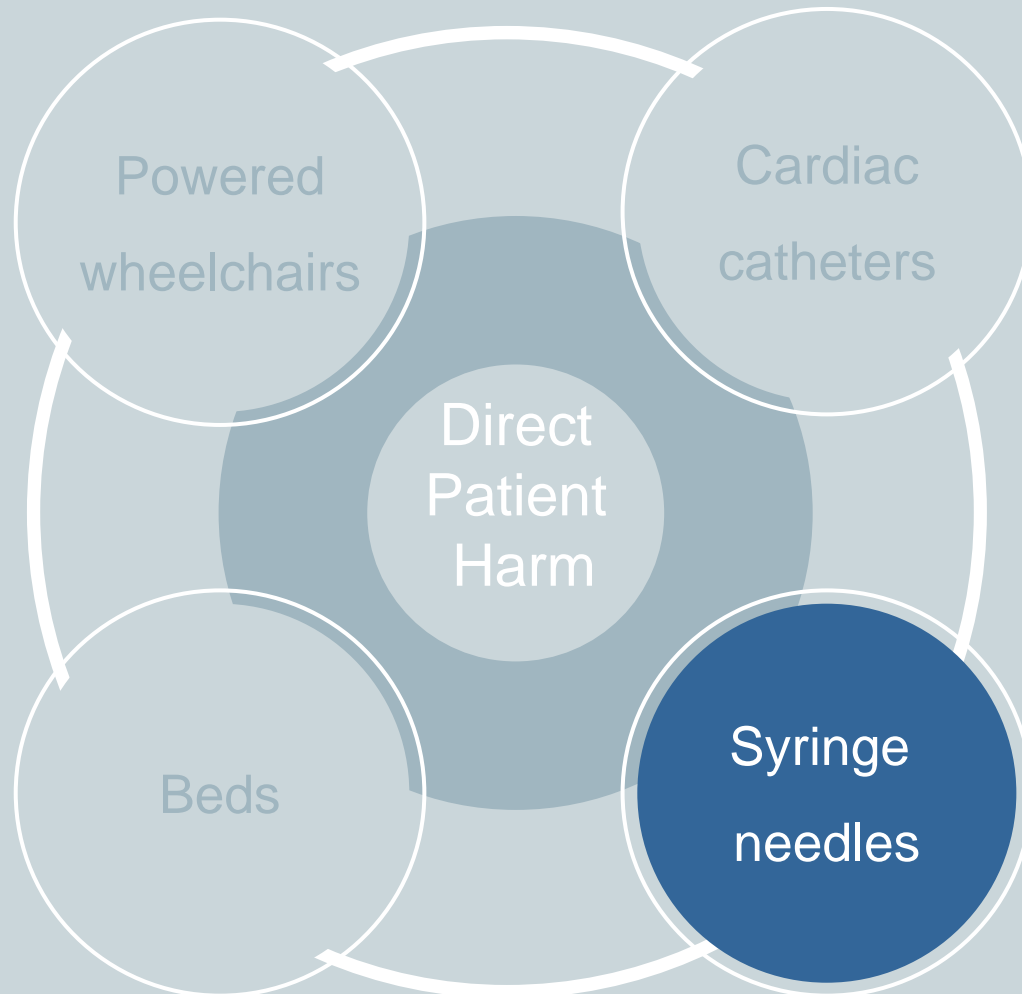 Powered
wheelchairs
Cardiac
catheters
Direct
Patient
Harm
Beds
Syringe
needles